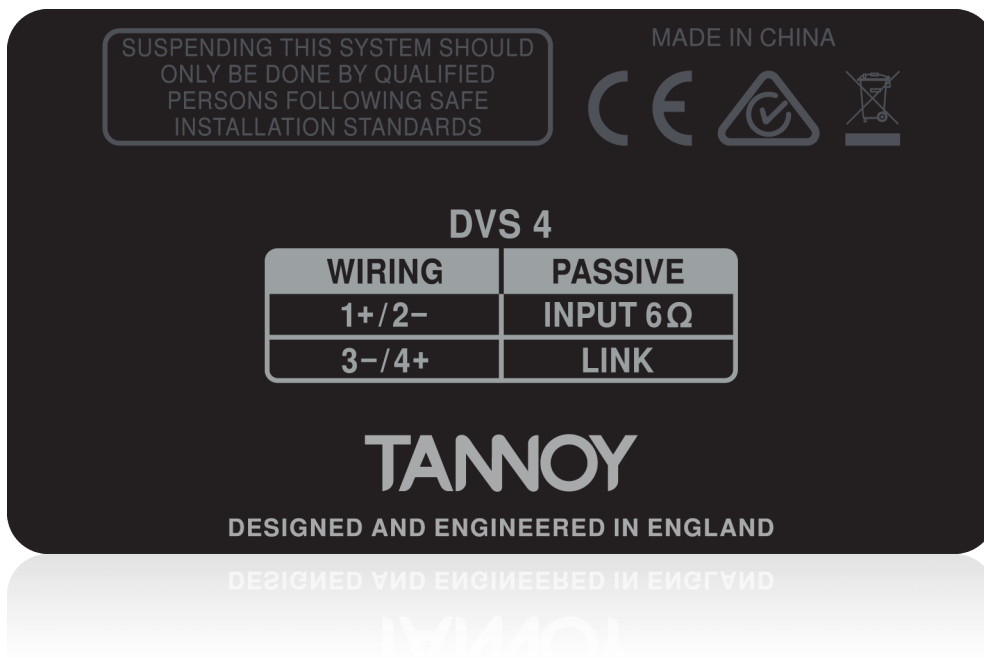 SUSPENDING THIS SYSTEM SHOULD
ONLY BE DONE BY QUALIFIED
PERSONS FOLLOWING SAFE
INSTALLATION STANDARDS
MADE IN CHINA
CE
DVS 4
WIRING PASSIVE
1+/2− INPUT 6Ω
3−/4+ LINK
TANNOY
DESIGNED AND ENGINEERED IN ENGLAND